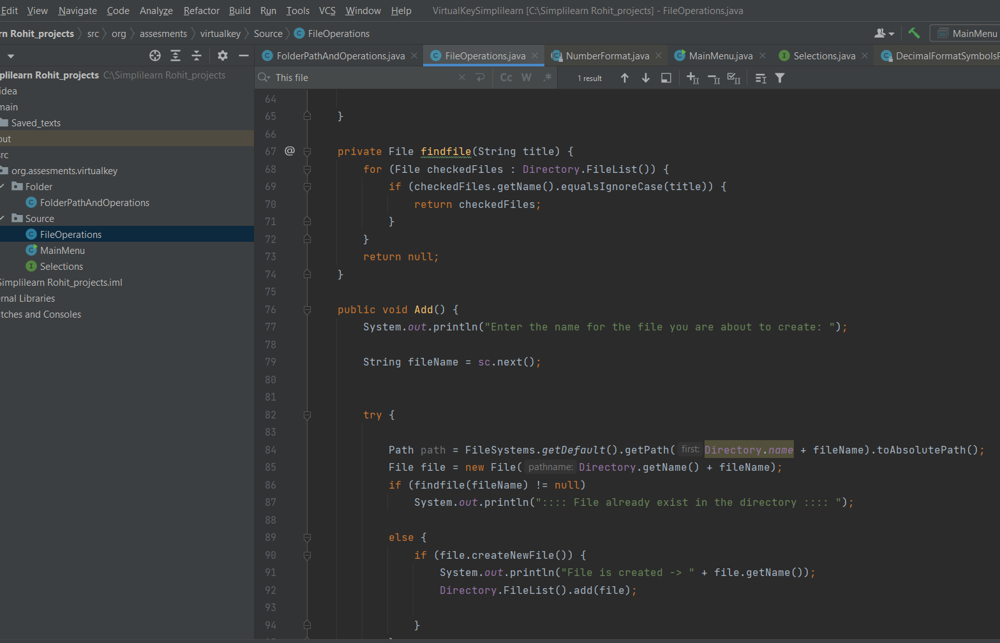 Edit View Navigate Code Analyze Refactor Build Run Tools VCS Window Help VirtualKeySimplilearn [C:\Simplilearn Rohit_projects] - FileOperations.java
rn Rohit_projects src org assesments virtualkey Source FileOperations MainMenu
FolderPathAndOperations.java FileOperations.java NumberFormat.java MainMenu.java Selections.java DecimalFormatSymbolsP
plilearn Rohit_projects C:\Simplilearn Rohit_projects
This file Cc W .* 1 result
idea
main
Saved_texts
out
src
org.assesments.virtualkey
Folder
FolderPathAndOperations
Source
FileOperations
MainMenu
Selections
Simplilearn Rohit_projects.iml
rnal Libraries
tches and Consoles
64
65 }
66
67 @ private File findfile(String title) {
68 for (File checkedFiles : Directory.FileList()) {
69 if (checkedFiles.getName().equalsIgnoreCase(title)) {
70 return checkedFiles;
71 }
72 }
73 return null;
74 }
75
76 public void Add() {
77 System.out.println("Enter the name for the file you are about to create: ");
78
79 String fileName = sc.next();
80
81
82 try {
83
84 Path path = FileSystems.getDefault().getPath( first: Directory.name + fileName).toAbsolutePath();
85 File file = new File( pathname: Directory.getName() + fileName);
86 if (findfile(fileName) != null)
87 System.out.println(":::: File already exist in the directory :::: ");
88
89 else {
90 if (file.createNewFile()) {
91 System.out.println("File is created -> " + file.getName());
92 Directory.FileList().add(file);
93
94 }